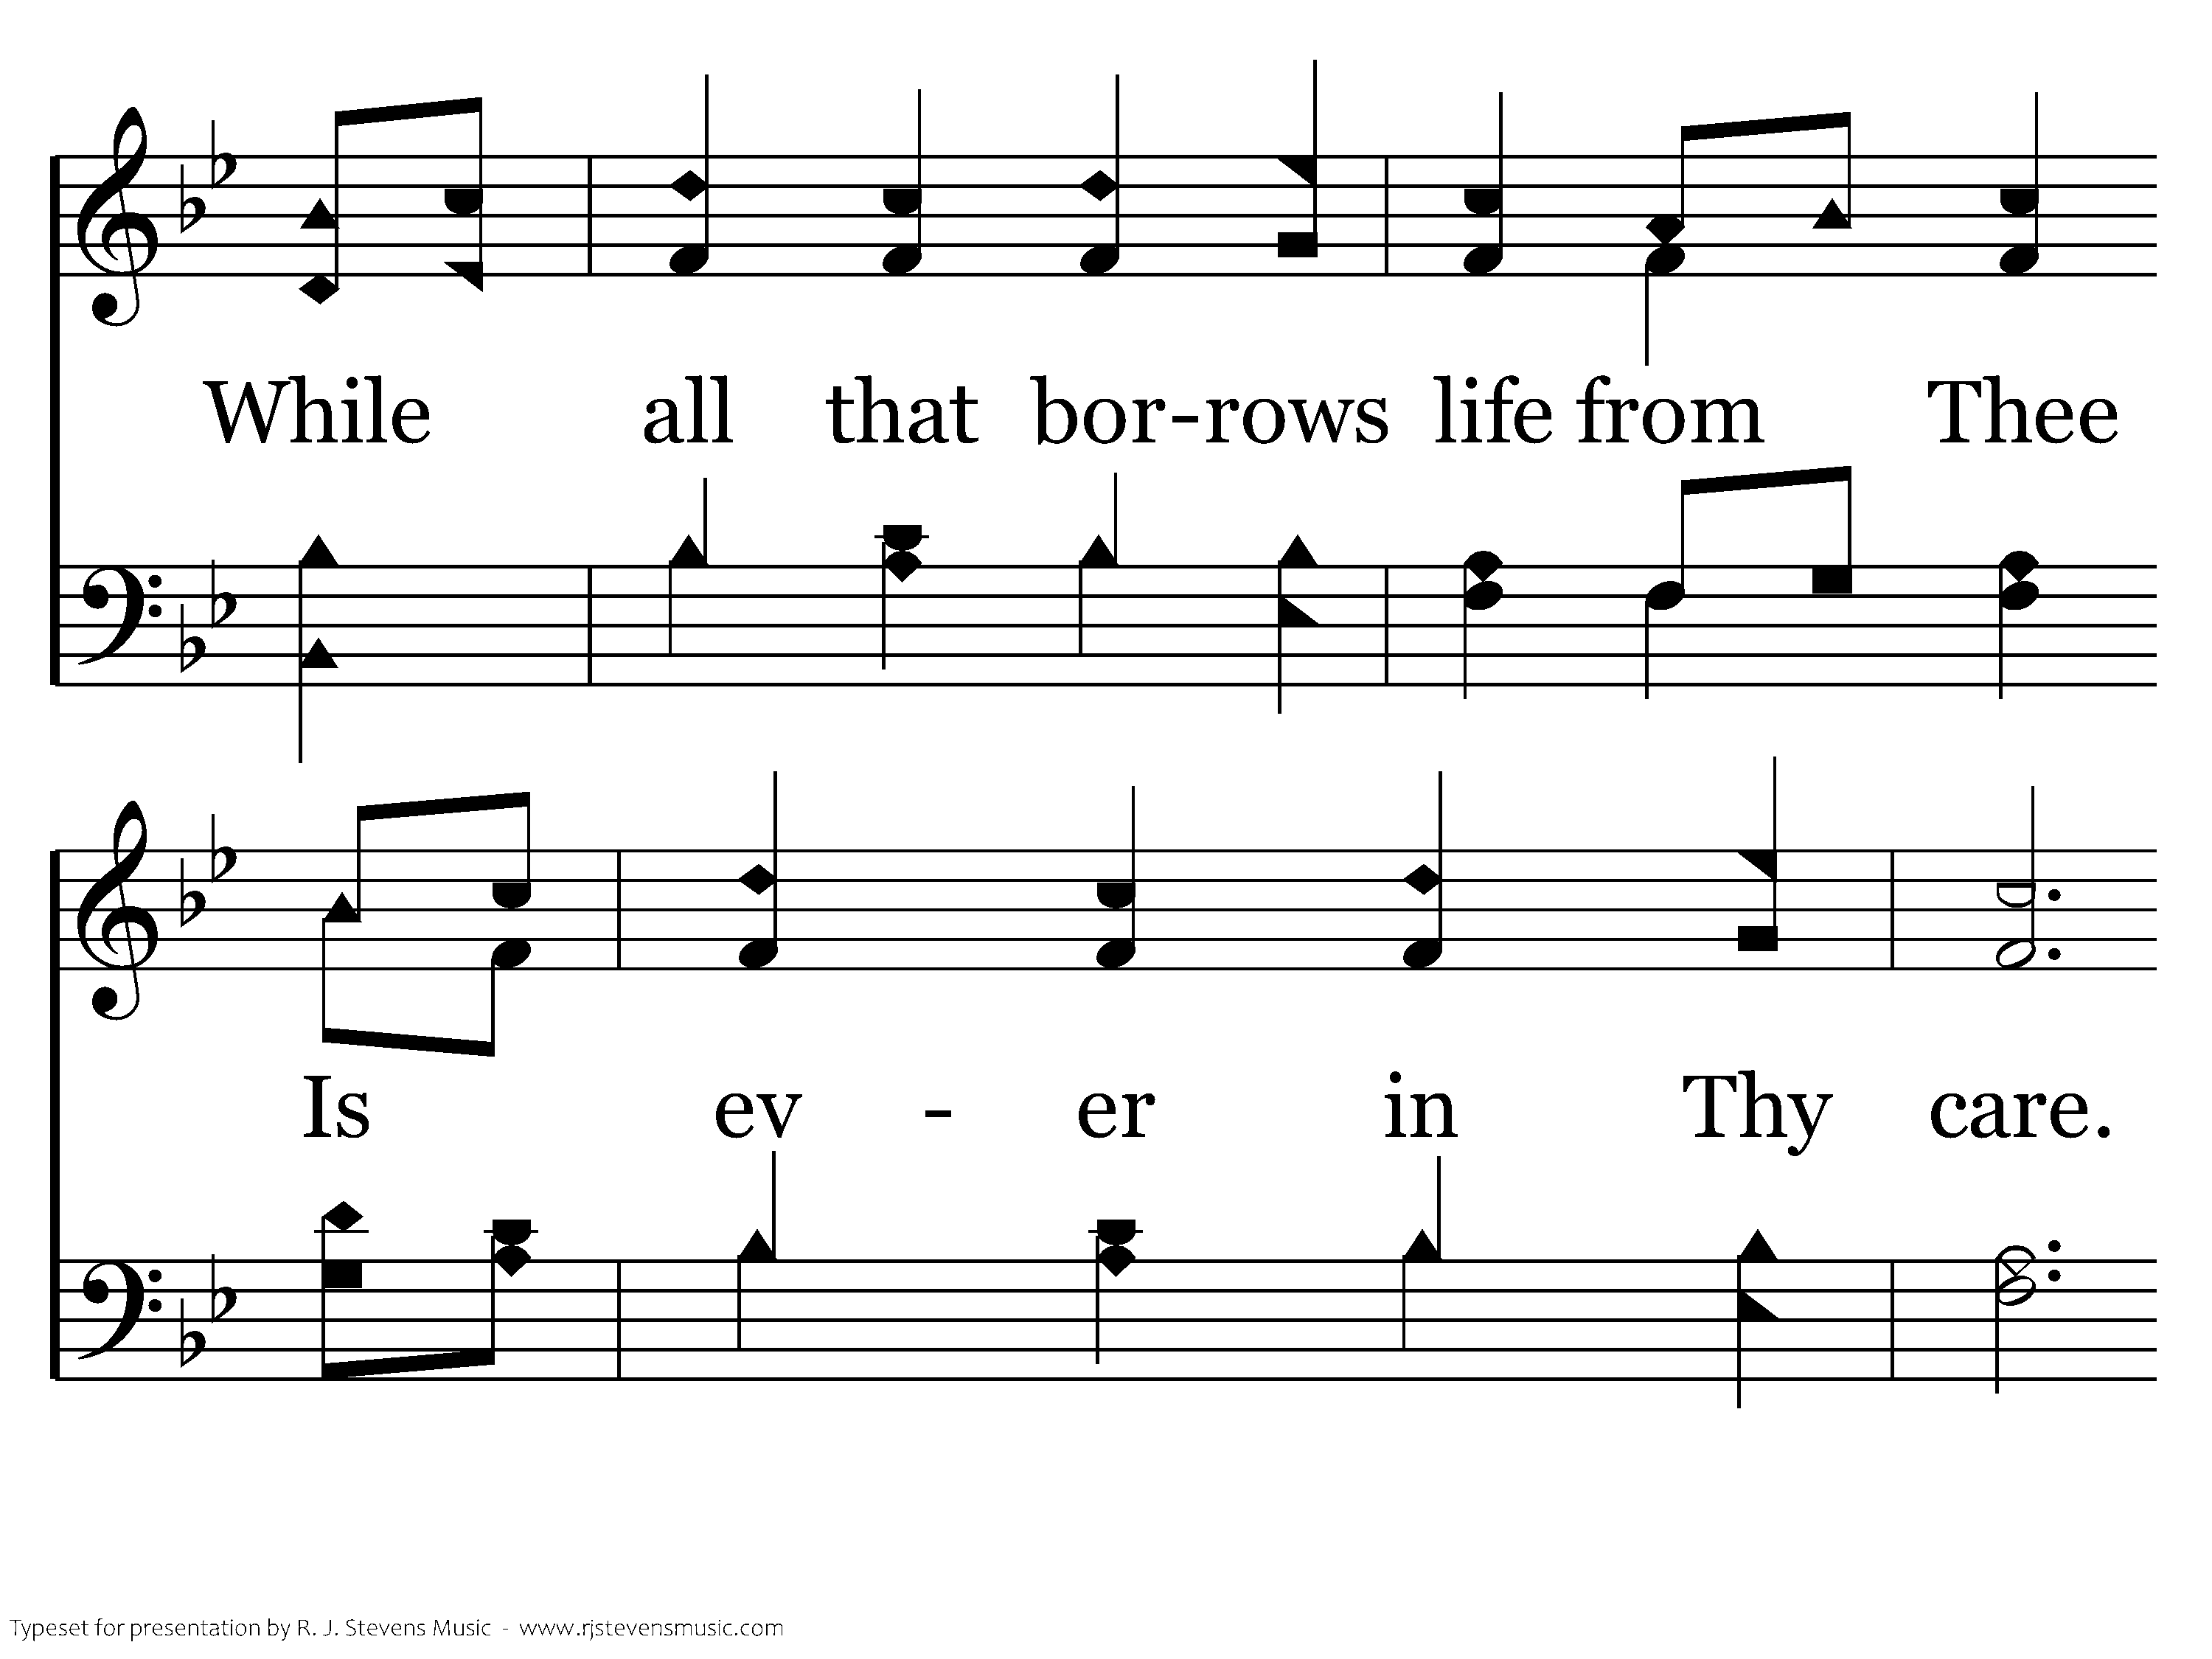 While all that bor-rows life from Thee
Is ev - er in Thy care.
Typeset for presentation by R. J. Stevens Music - www.rjstevensmusic.com